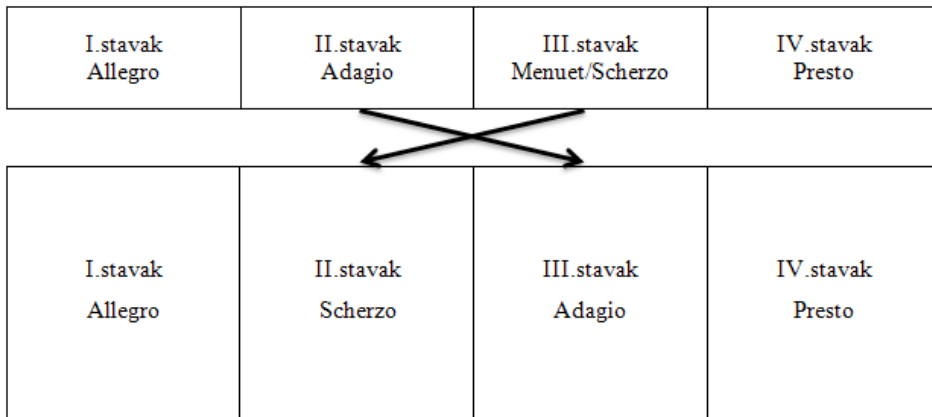 I.stavak
Allegro
II.stavak
Adagio
III.stavak
Menuet/Scherzo
IV.stavak
Presto
I.stavak
Allegro
II.stavak
Scherzo
III.stavak
Adagio
IV.stavak
Presto